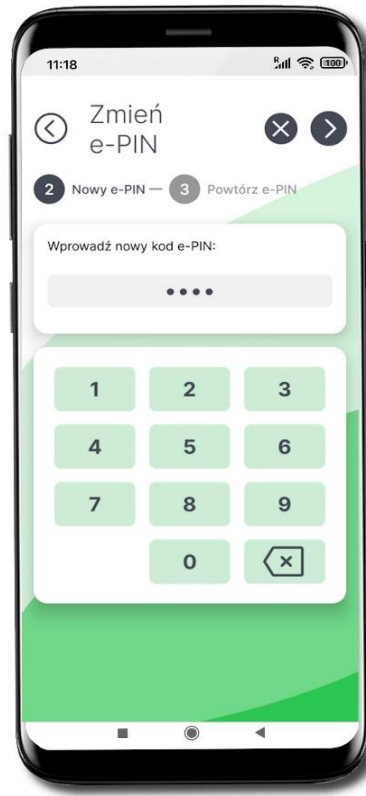 11:18
R
100
Zmień
e-PIN
2 Nowy e-PIN — 3 Powtórz e-PIN
Wprowadź nowy kod e-PIN:
••••
1 2 3
4 5 6
7 8 9
0